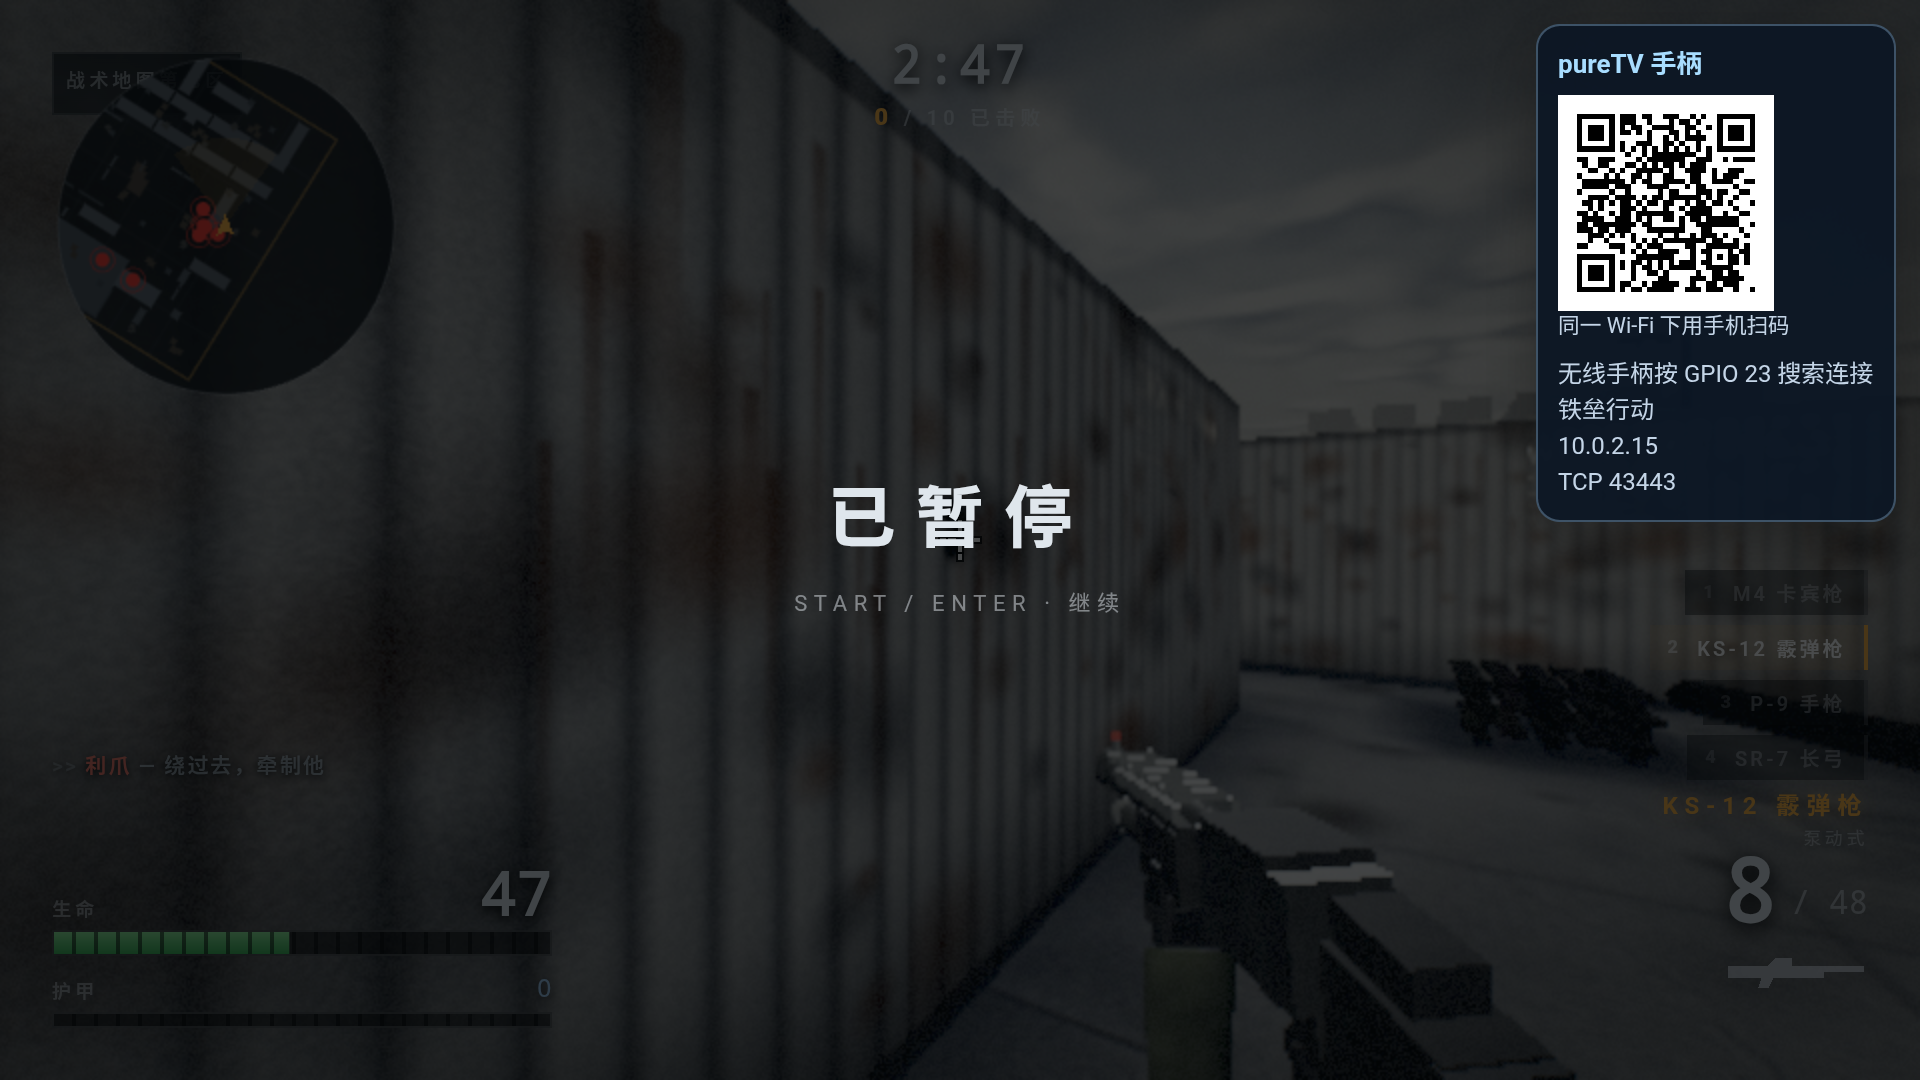 战术地图
2:47
0 / 10 已击败
pureTV 手柄
同一 Wi-Fi 下用手机扫码
无线手柄按 GPIO 23 搜索连接
铁垒行动
10.0.2.15
TCP 43443
已暂停
START / ENTER · 继续
1 M4 卡宾枪
2 KS-12 霰弹枪
3 P-9 手枪
4 SR-7 长弓
KS-12 霰弹枪
泵动式
8 / 48
>> 利爪 — 绕过去，牵制他
生命 47
护甲 0